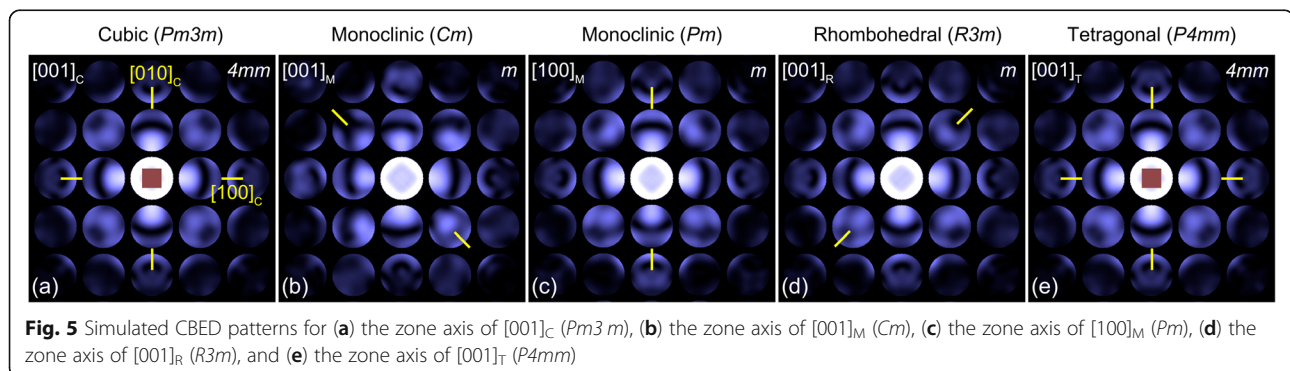 Cubic (Pm3m) Monoclinic (Cm) Monoclinic (Pm) Rhombohedral (R3m) Tetragonal (P4mm)
[001]C [010]C 4mm [001]M m [100]M m [001]R m [001]T 4mm
[100]C
(a) (b) (c) (d) (e)
Fig. 5 Simulated CBED patterns for (a) the zone axis of [001]C (Pm3 m), (b) the zone axis of [001]M (Cm), (c) the zone axis of [100]M (Pm), (d) the
zone axis of [001]R (R3m), and (e) the zone axis of [001]T (P4mm)